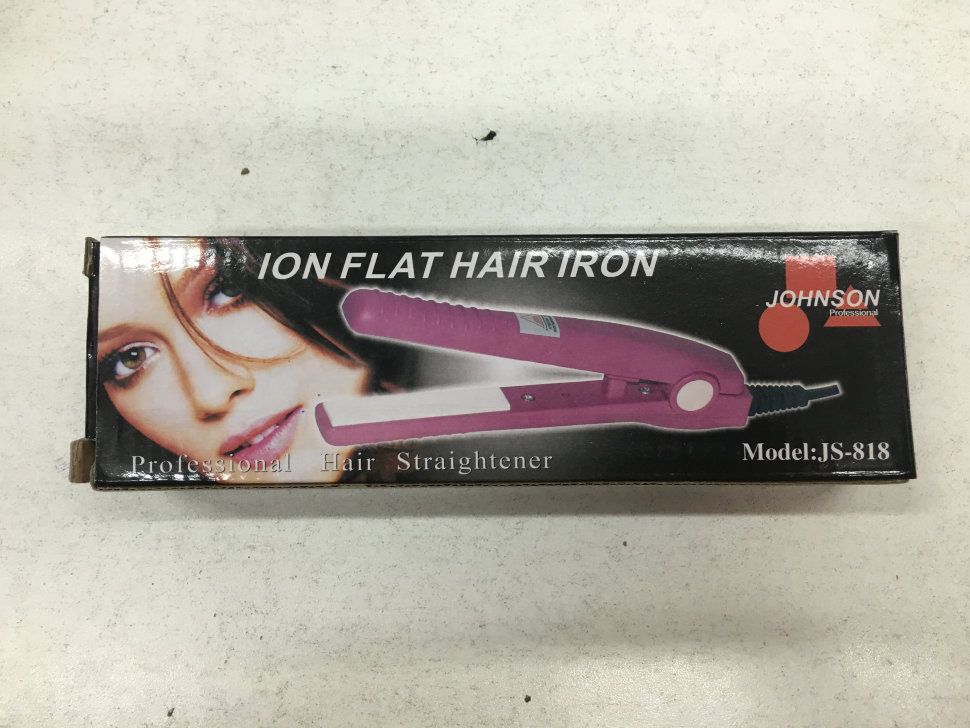 ION FLAT HAIR IRON
JOHNSON
Professional
Professional Hair Straightener
Model:JS-818